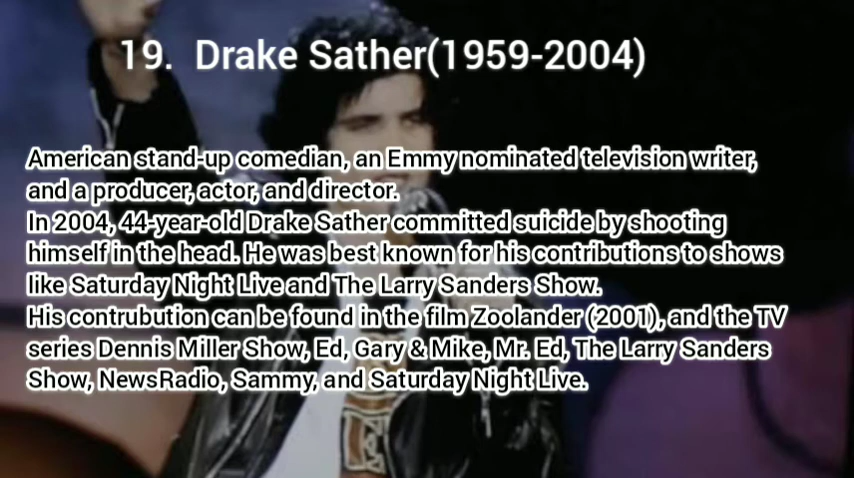 19. Drake Sather(1959-2004)
American stand-up comedian, an Emmy nominated television writer,
and a producer, actor, and director.
In 2004, 44-year-old Drake Sather committed suicide by shooting
himself in the head. He was best known for his contributions to shows
like Saturday Night Live and The Larry Sanders Show.
His contrubution can be found in the film Zoolander (2001), and the TV
series Dennis Miller Show, Ed, Gary & Mike, Mr. Ed, The Larry Sanders
Show, NewsRadio, Sammy, and Saturday Night Live.